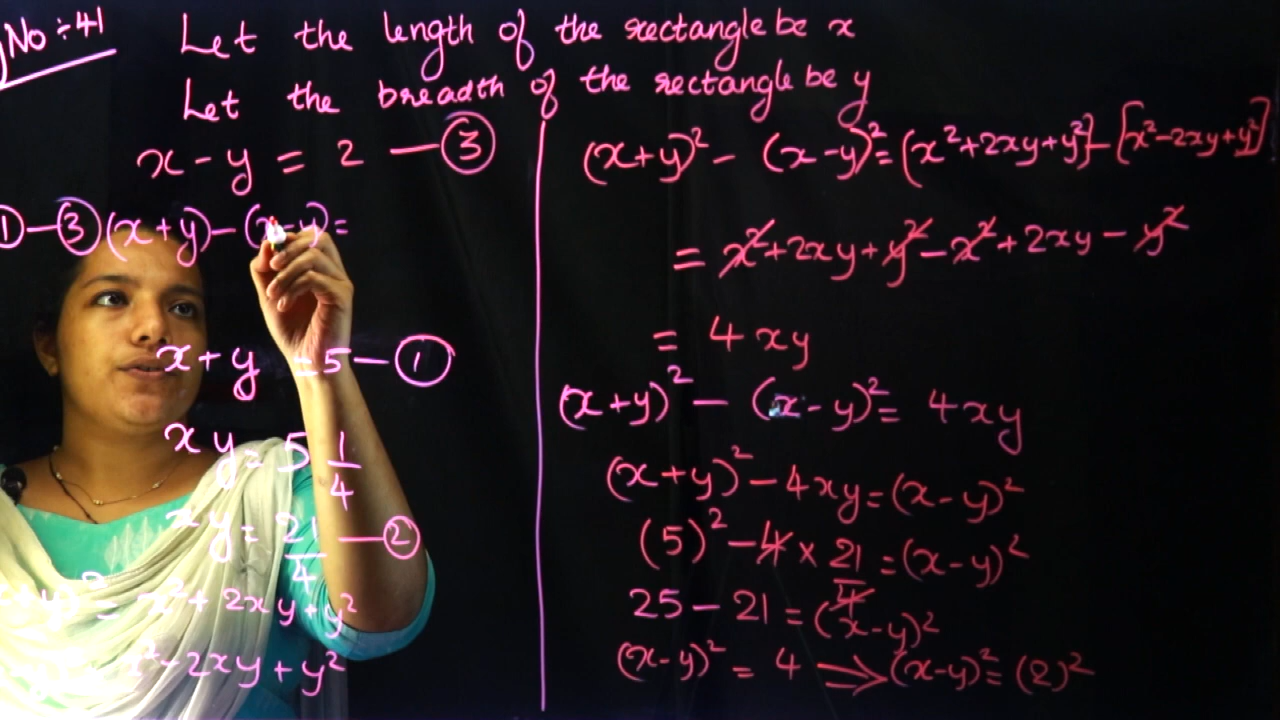 No ÷ 41
Let the length of the rectangle be x
Let the breadth of the rectangle be y
x - y = 2 — ③
① — ③ (x + y) - (x - y) =
x + y = 5 — ①
xy = 5 1/4
xy = 21/4 — ②
= x² + 2xy + y²
x² - 2xy + y²
(x+y)² - (x-y)² = (x²+2xy+y²] - [x²-2xy+y²]
= x² + 2xy + y² - x² + 2xy - y²
= 4xy
(x+y)² - (x-y)² = 4xy
(x+y)² - 4xy = (x-y)²
(5)² - 4 × 21/4 = (x-y)²
25 - 21 = (x-y)²
(x-y)² = 4 ⇒ (x-y)² = (2)²